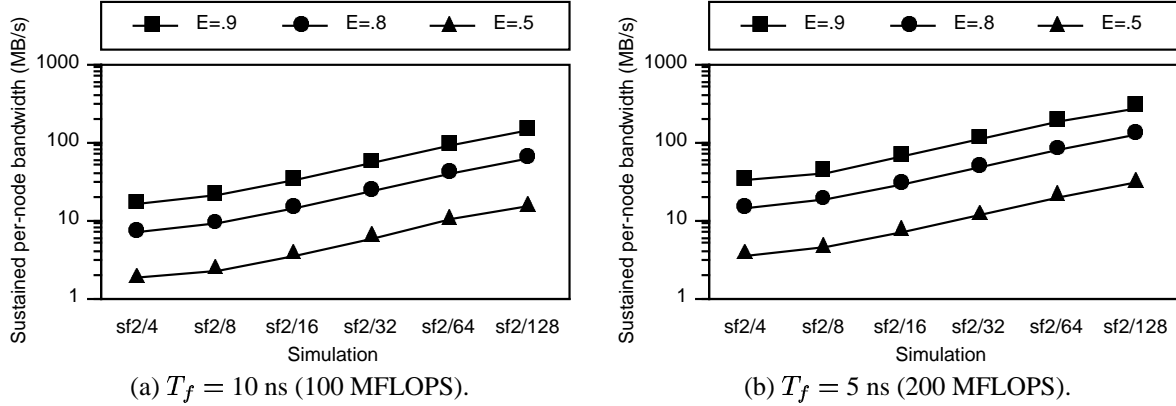 E=.9 E=.8 E=.5
Sustained per-node bandwidth (MB/s)
1000
100
10
1
sf2/4 sf2/8 sf2/16 sf2/32 sf2/64 sf2/128
Simulation
(a) T_f = 10 ns (100 MFLOPS).
E=.9 E=.8 E=.5
Sustained per-node bandwidth (MB/s)
1000
100
10
1
sf2/4 sf2/8 sf2/16 sf2/32 sf2/64 sf2/128
Simulation
(b) T_f = 5 ns (200 MFLOPS).